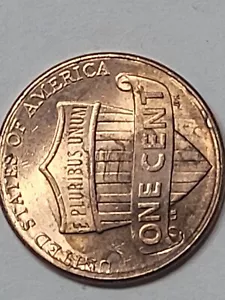 UNITED STATES OF AMERICA
E PLURIBUS UNUM
ONE CENT